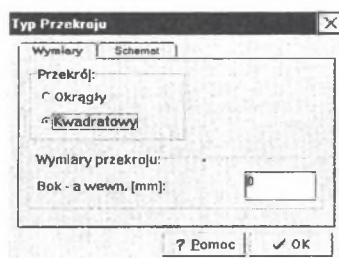 Typ Przekroju
Wymiary Schemat
Przekrój:
Okrągły
Kwadratowy
Wymiary przekroju:
Bok - a wewn. [mm]:
0
? Pomoc ✓ OK